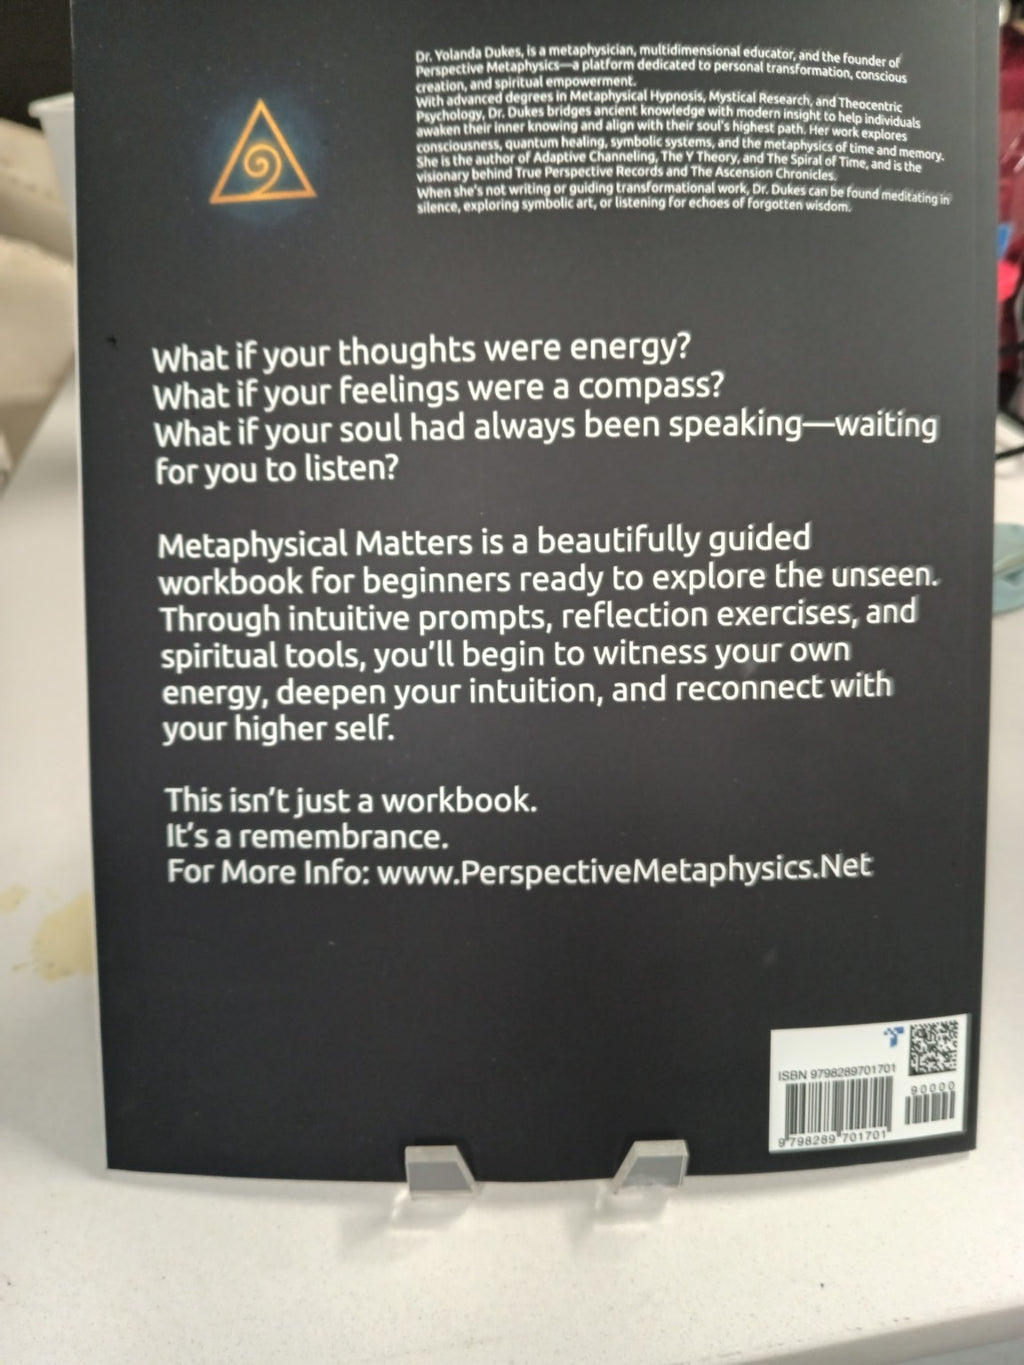 Dr. Yolanda Dukes, is a metaphysician, multidimensional educator, and the founder of
Perspective Metaphysics—a platform dedicated to personal transformation, conscious
creation, and spiritual empowerment.
With advanced degrees in Metaphysical Hypnosis, Mystical Research, and Theocentric
Psychology, Dr. Dukes bridges ancient knowledge with modern insight to help individuals
awaken their inner knowing and align with their soul's highest path. Her work explores
consciousness, quantum healing, symbolic systems, and the metaphysics of time and memory.
She is the author of Adaptive Channeling, The Y Theory, and The Spiral of Time, and is the
visionary behind True Perspective Records and The Ascension Chronicles.
When she's not writing or guiding transformational work, Dr. Dukes can be found meditating in
silence, exploring symbolic art, or listening for echoes of forgotten wisdom.
What if your thoughts were energy?
What if your feelings were a compass?
What if your soul had always been speaking—waiting
for you to listen?
Metaphysical Matters is a beautifully guided
workbook for beginners ready to explore the unseen.
Through intuitive prompts, reflection exercises, and
spiritual tools, you'll begin to witness your own
energy, deepen your intuition, and reconnect with
your higher self.
This isn't just a workbook.
It's a remembrance.
For More Info: www.PerspectiveMetaphysics.Net
ISBN 9798289701701
90000
9 798289 701701